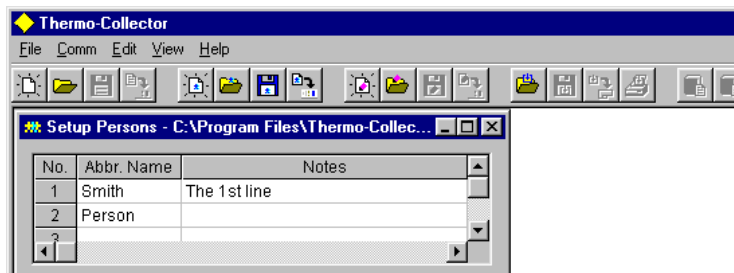 Thermo-Collector
File Comm Edit View Help
Setup Persons - C:\Program Files\Thermo-Collec...
No. Abbr. Name Notes
1 Smith The 1st line
2 Person
3